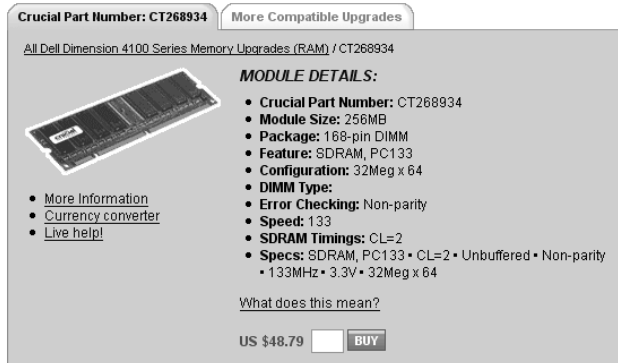 Crucial Part Number: CT268934
More Compatible Upgrades
All Dell Dimension 4100 Series Memory Upgrades (RAM) / CT268934
MODULE DETAILS:
• Crucial Part Number: CT268934
• Module Size: 256MB
• Package: 168-pin DIMM
• Feature: SDRAM, PC133
• Configuration: 32Meg x 64
• DIMM Type:
• Error Checking: Non-parity
• Speed: 133
• SDRAM Timings: CL=2
• Specs: SDRAM, PC133 • CL=2 • Unbuffered • Non-parity
• 133MHz • 3.3V • 32Meg x 64
What does this mean?
US $48.79
BUY
crucial
• More Information
• Currency converter
• Live help!